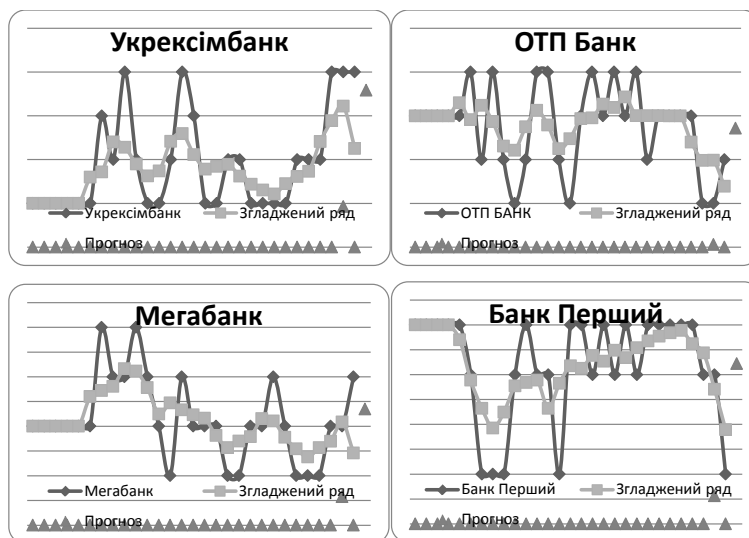 Укрексімбанк
Укрексімбанк Згладжений ряд
Прогноз
ОТП Банк
ОТП БАНК Згладжений ряд
Прогноз
Мегабанк
Мегабанк Згладжений ряд
Прогноз
Банк Перший
Банк Перший Згладжений ряд
Прогноз